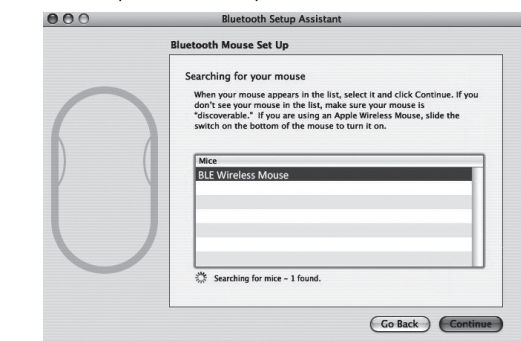 Bluetooth Setup Assistant
Bluetooth Mouse Set Up
Searching for your mouse
When your mouse appears in the list, select it and click Continue. If you
don't see your mouse in the list, make sure your mouse is
"discoverable." If you are using an Apple Wireless Mouse, slide the
switch on the bottom of the mouse to turn it on.
Mice
BLE Wireless Mouse
Searching for mice – 1 found.
Go Back
Continue